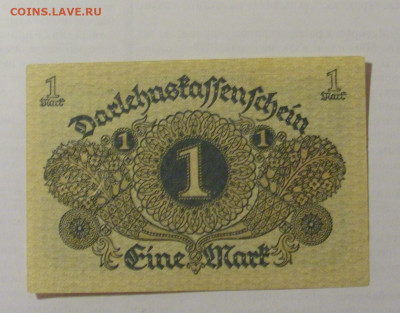 COINS.LAVE.RU
1 1
Mark Mark
Darlehnskassenschein
1 1
1
Eine Mark